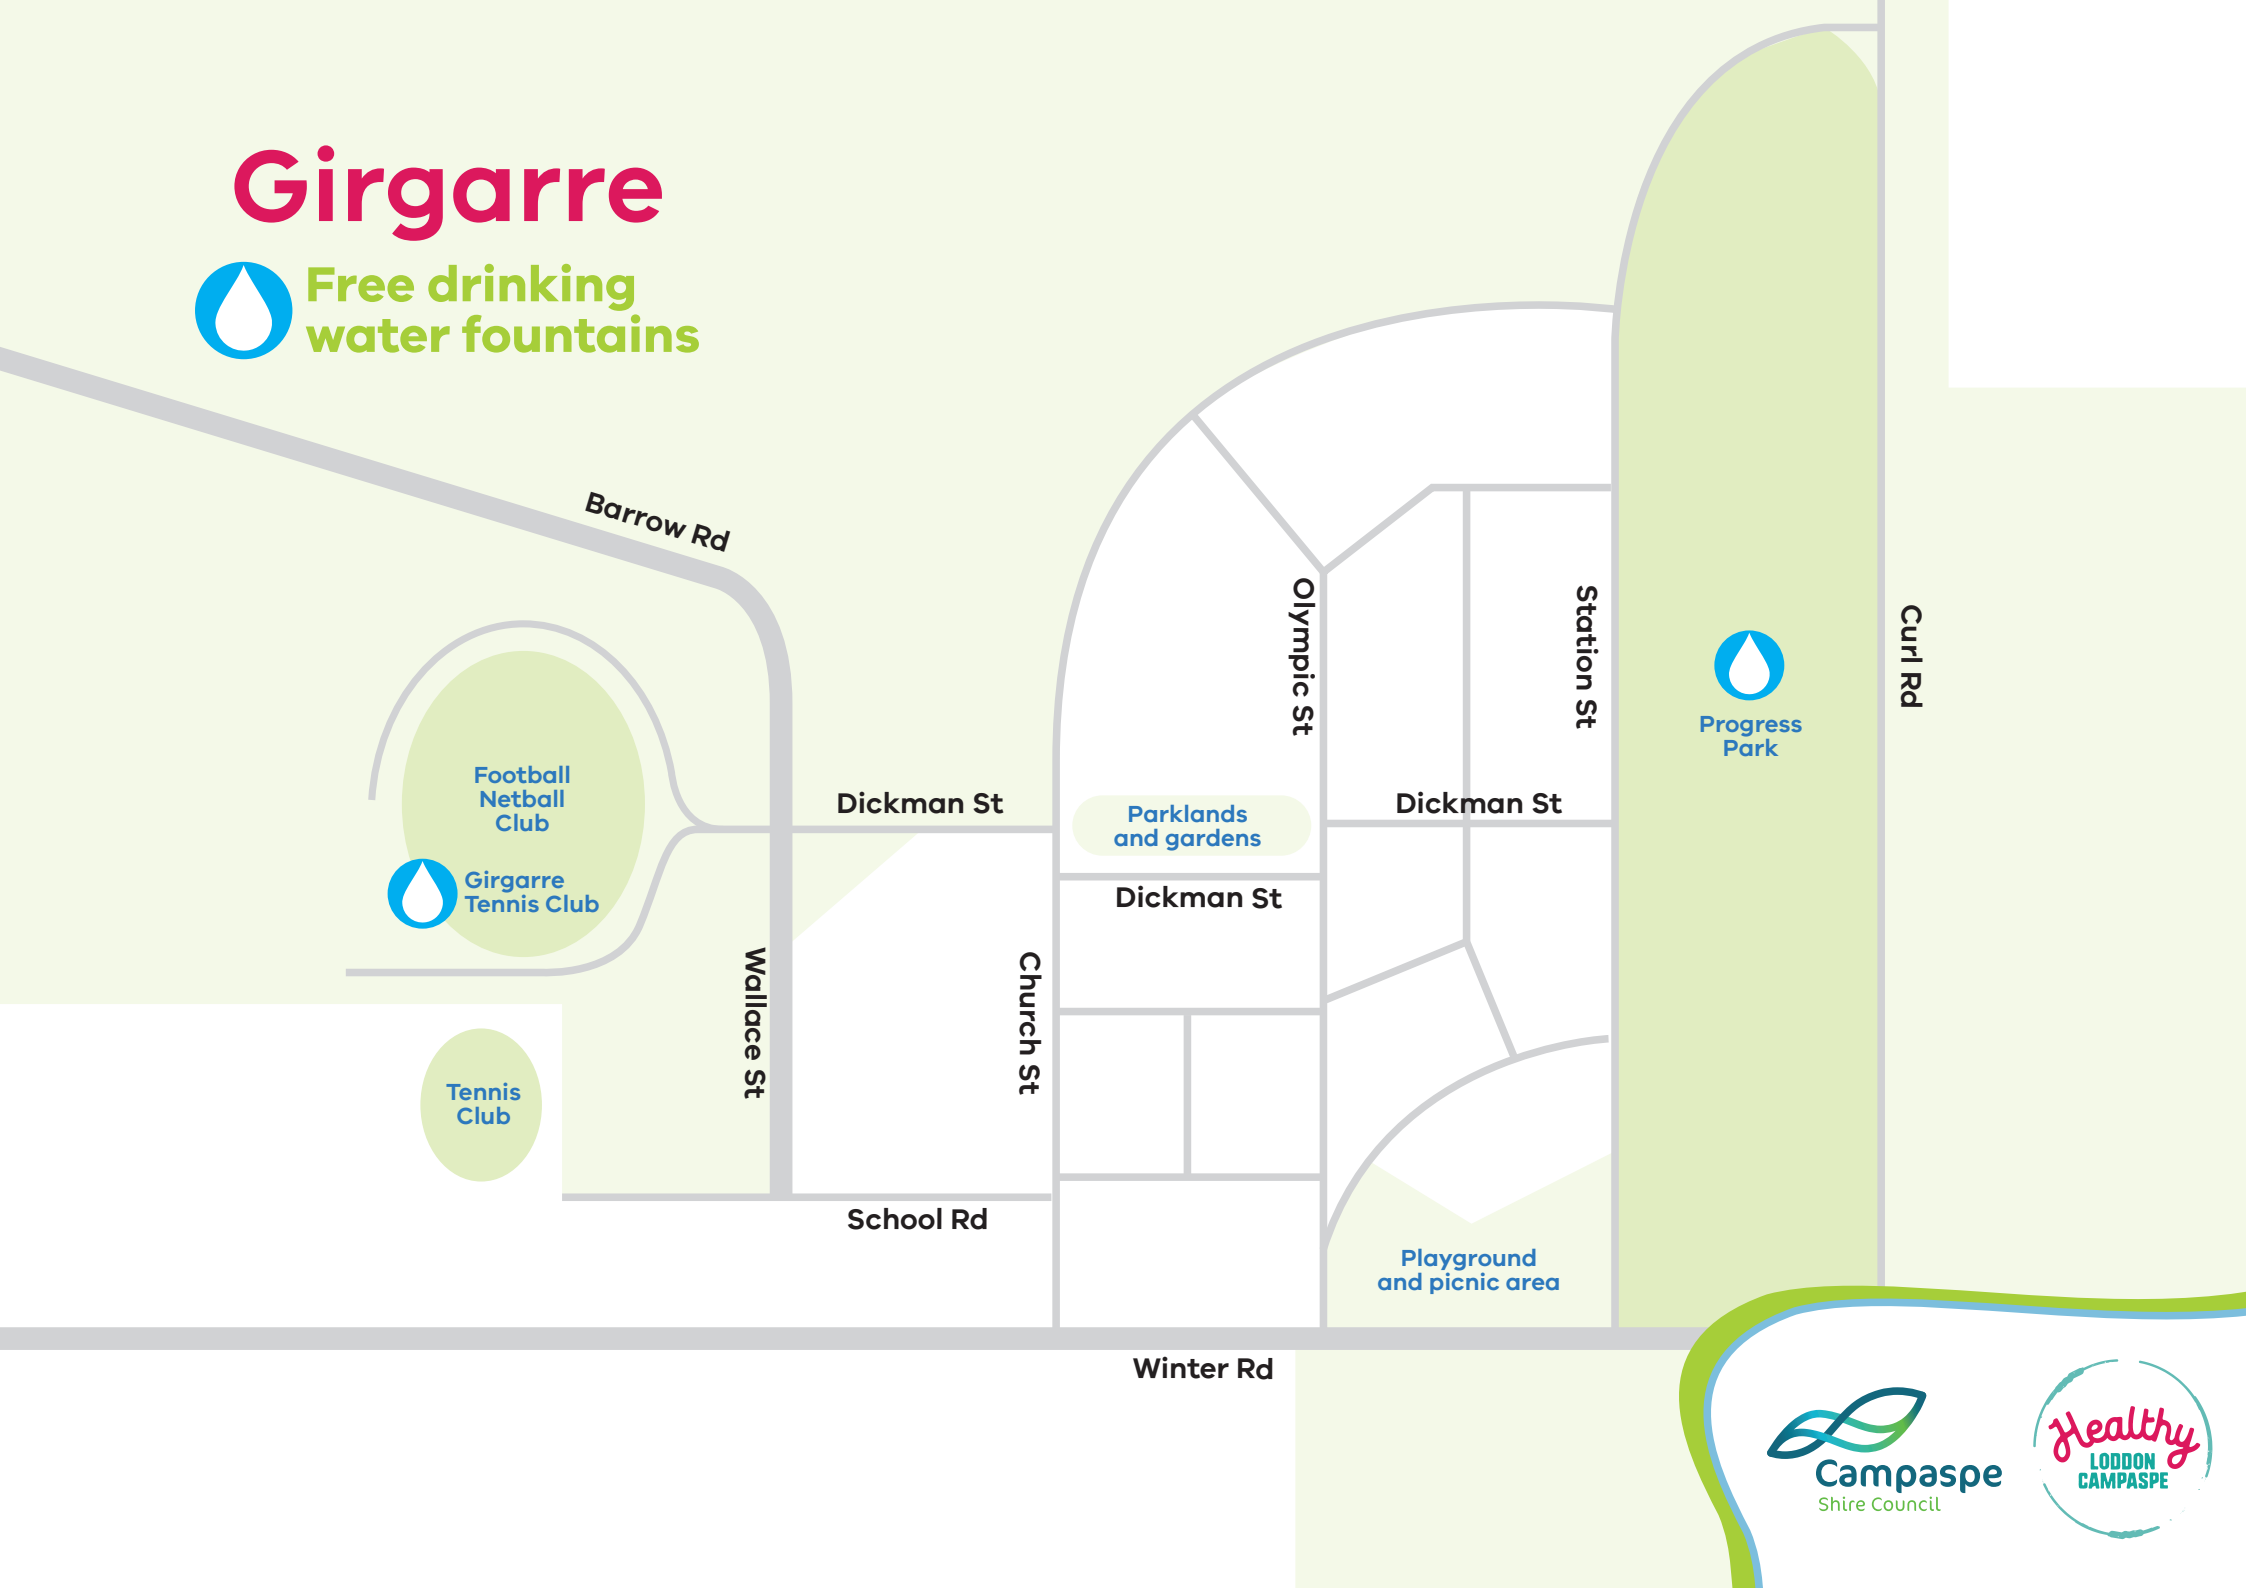 Girgarre
Free drinking
water fountains
Barrow Rd
Olympic St
Station St
Curl Rd
Progress
Park
Football
Netball
Club
Dickman St
Parklands
and gardens
Dickman St
Girgarre
Tennis Club
Dickman St
Wallace St
Church St
Tennis
Club
School Rd
Playground
and picnic area
Winter Rd
Campaspe
Shire Council
Healthy
LODDON
CAMPASPE